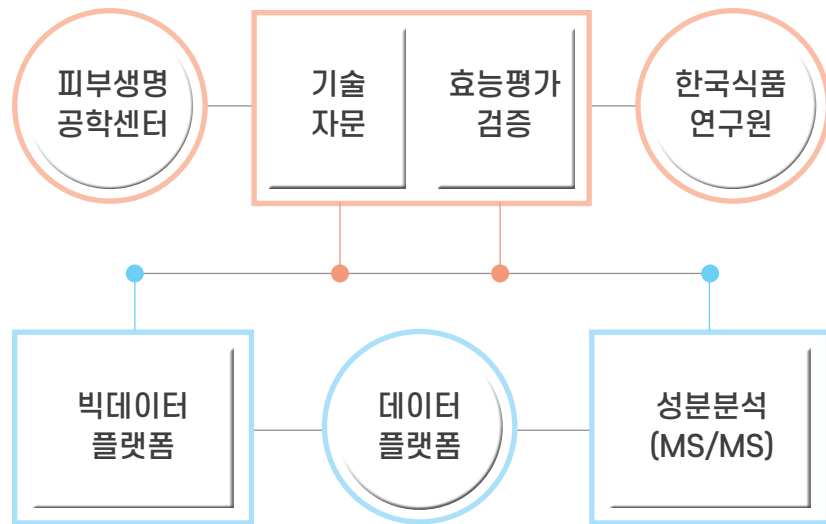 피부생명
공학센터
기술
자문
효능평가
검증
한국식품
연구원
빅데이터
플랫폼
데이터
플랫폼
성분분석
(MS/MS)